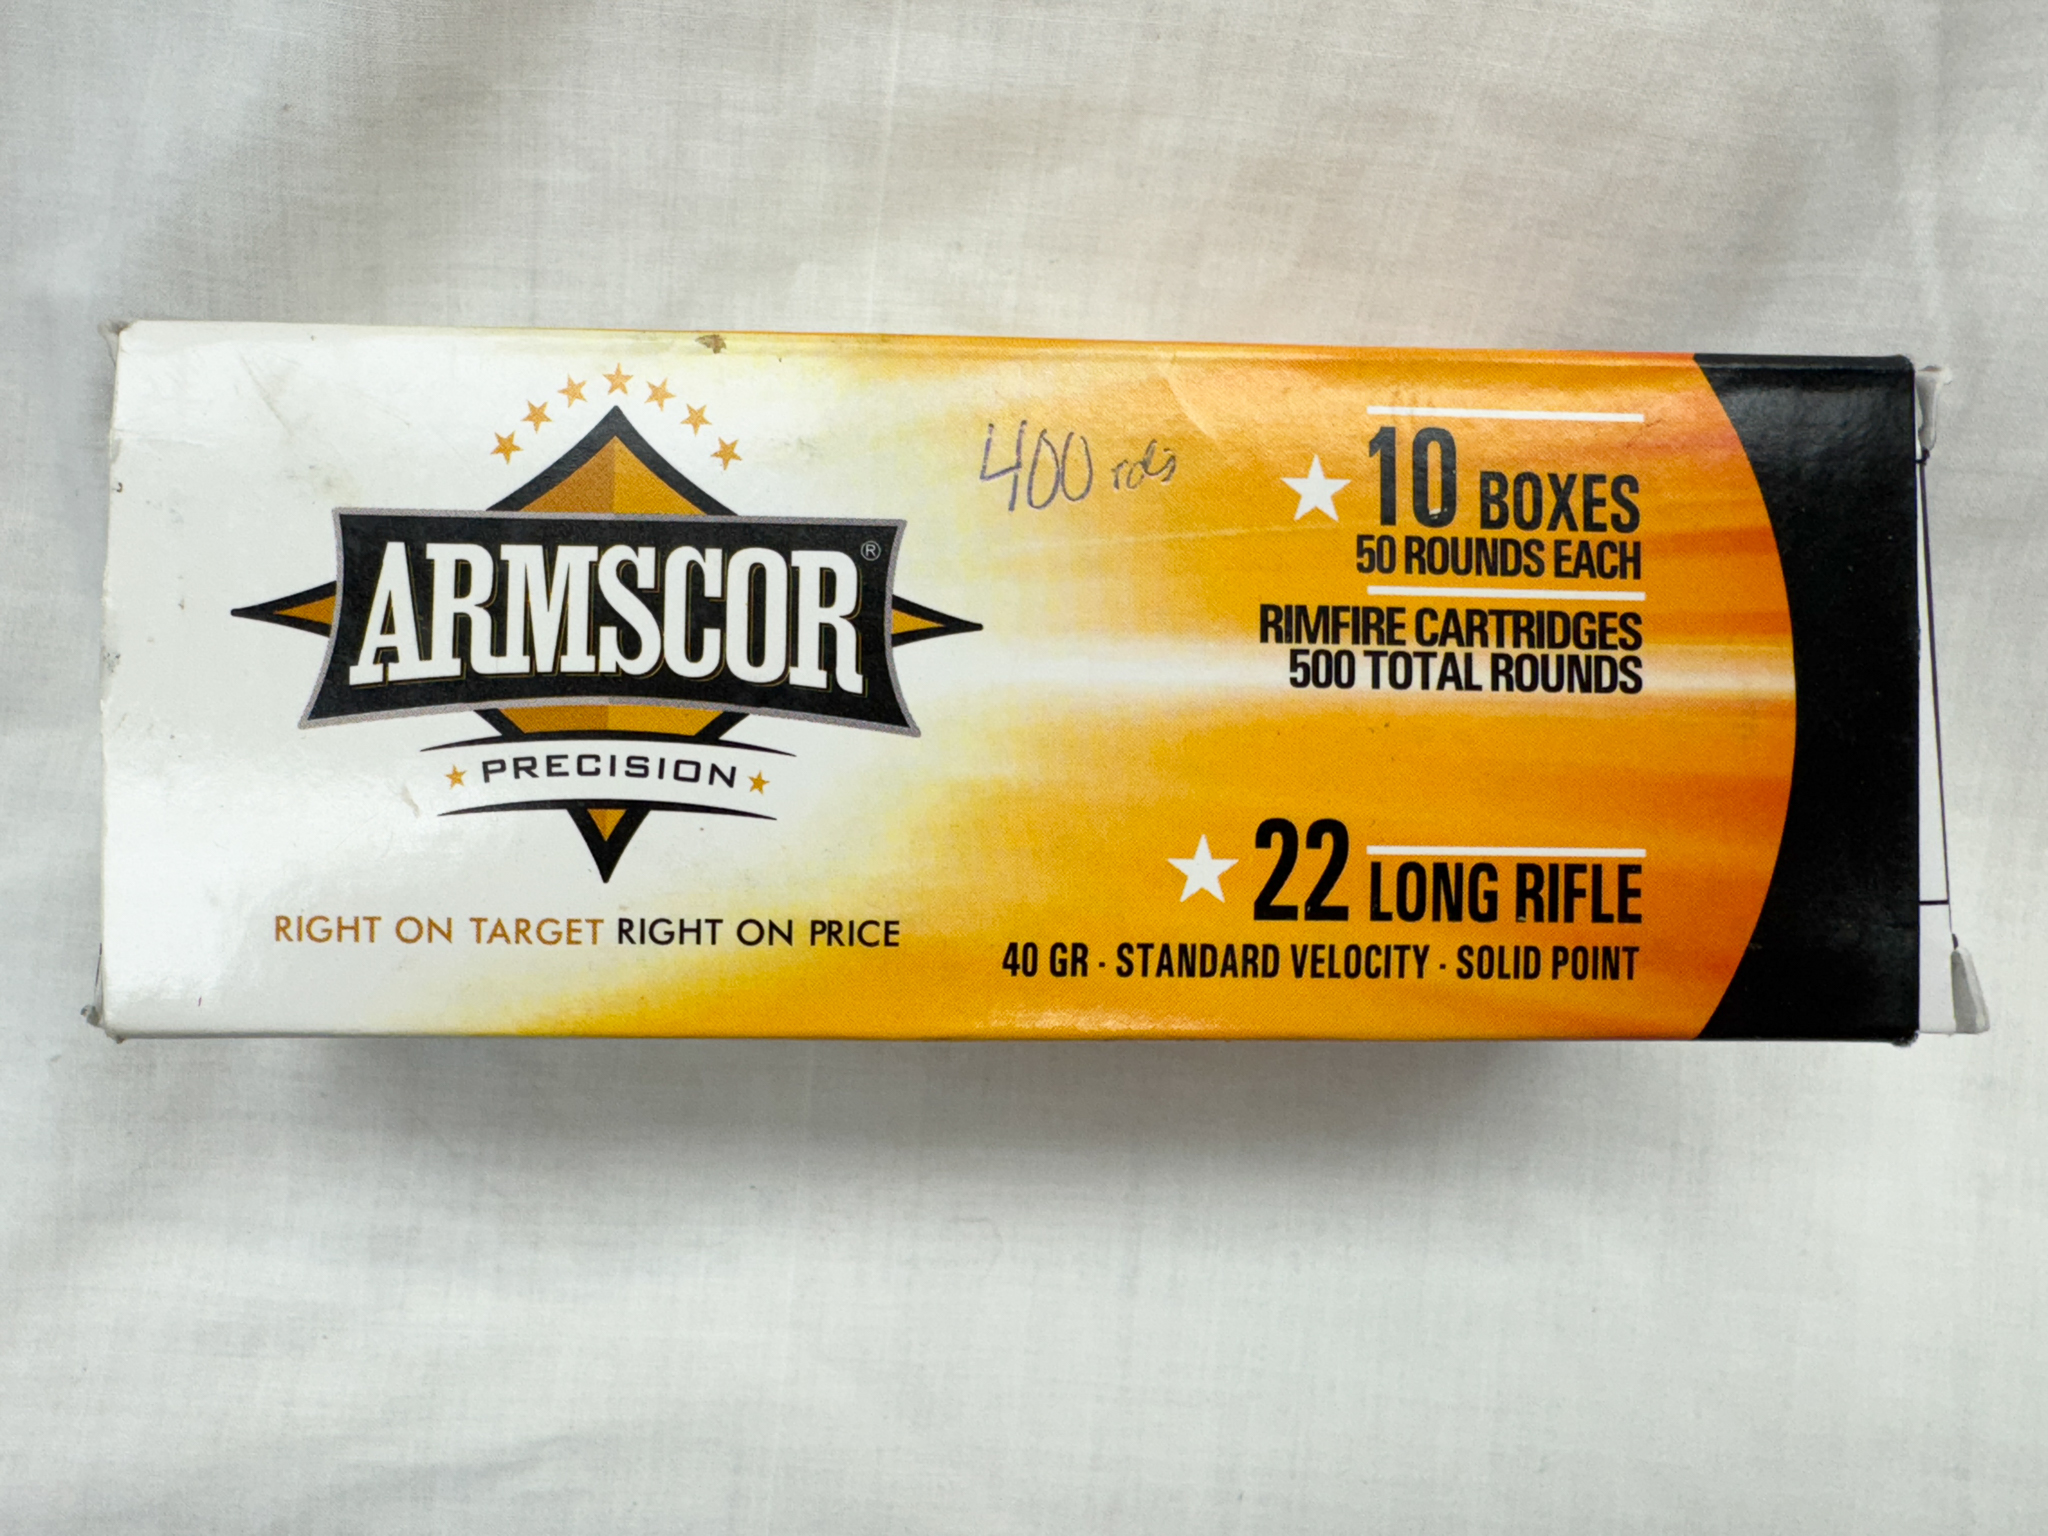 ARMSCOR®
PRECISION
RIGHT ON TARGET RIGHT ON PRICE
400 rds
10 BOXES
50 ROUNDS EACH
RIMFIRE CARTRIDGES
500 TOTAL ROUNDS
22 LONG RIFLE
40 GR · STANDARD VELOCITY · SOLID POINT